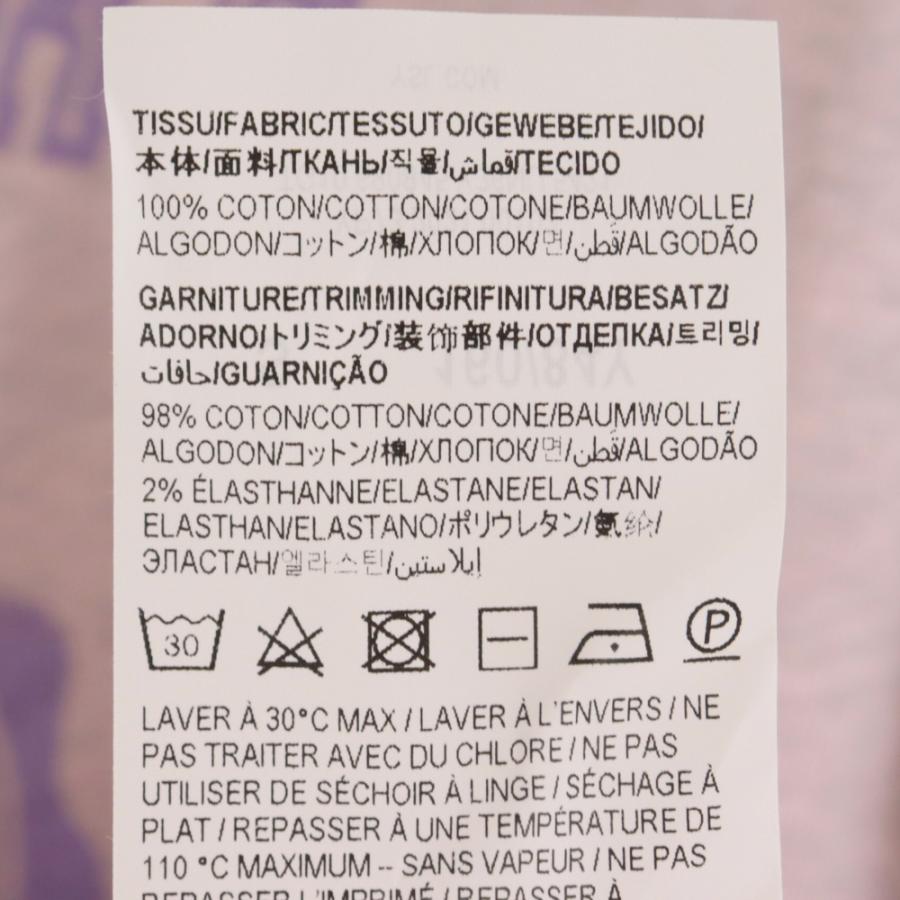 TISSU/FABRIC/TESSUTO/GEWEBE/TEJIDO/
本体/面料/ТКАНЬ/직물/قماش/TECIDO
100% COTON/COTTON/COTONE/BAUMWOLLE/
ALGODON/コットン/棉/ХЛОПОК/면/قُطن/ALGODÃO
GARNITURE/TRIMMING/RIFINITURA/BESATZ/
ADORNO/トリミング/装饰部件/ОТДЕЛКА/트리밍/
حافات/GUARNIÇÃO
98% COTON/COTTON/COTONE/BAUMWOLLE/
ALGODON/コットン/棉/ХЛОПОК/면/قُطن/ALGODÃO
2% ÉLASTHANNE/ELASTANE/ELASTAN/
ELASTHAN/ELASTANO/ポリウレタン/氨纶/
ЭЛАСТАН/엘라스틴/إيلاستين
30 P
LAVER À 30°C MAX / LAVER À L'ENVERS / NE
PAS TRAITER AVEC DU CHLORE / NE PAS
UTILISER DE SÉCHOIR À LINGE / SÉCHAGE À
PLAT / REPASSER À UNE TEMPÉRATURE DE
110 °C MAXIMUM -- SANS VAPEUR / NE PAS
REPASSER L'IMPRIMÉ / REPASSER À